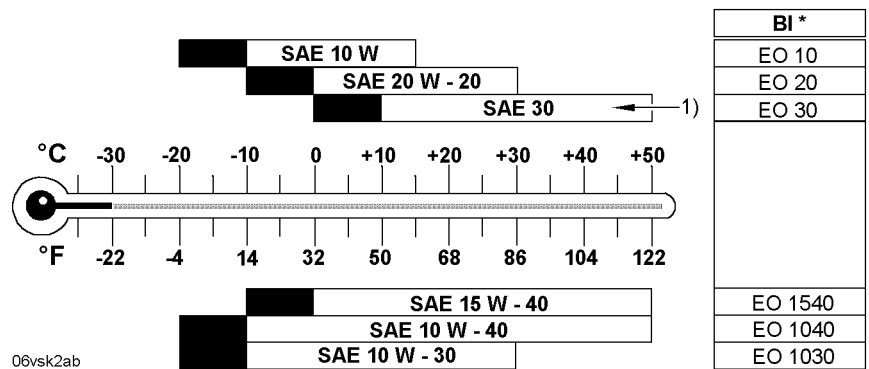 BI *
SAE 10 W EO 10
SAE 20 W - 20 EO 20
SAE 30 1) EO 30
°C -30 -20 -10 0 +10 +20 +30 +40 +50
°F -22 -4 14 32 50 68 86 104 122
SAE 15 W - 40 EO 1540
SAE 10 W - 40 EO 1040
SAE 10 W - 30 EO 1030
06vsk2ab